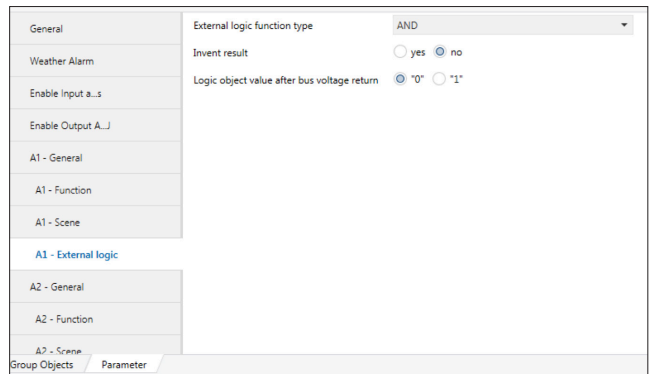 General
Weather Alarm
Enable Input a...s
Enable Output A...J
A1 - General
A1 - Function
A1 - Scene
A1 - External logic
A2 - General
A2 - Function
A2 - Scene
External logic function type AND
Invent result yes no
Logic object value after bus voltage return "0" "1"
Group Objects Parameter